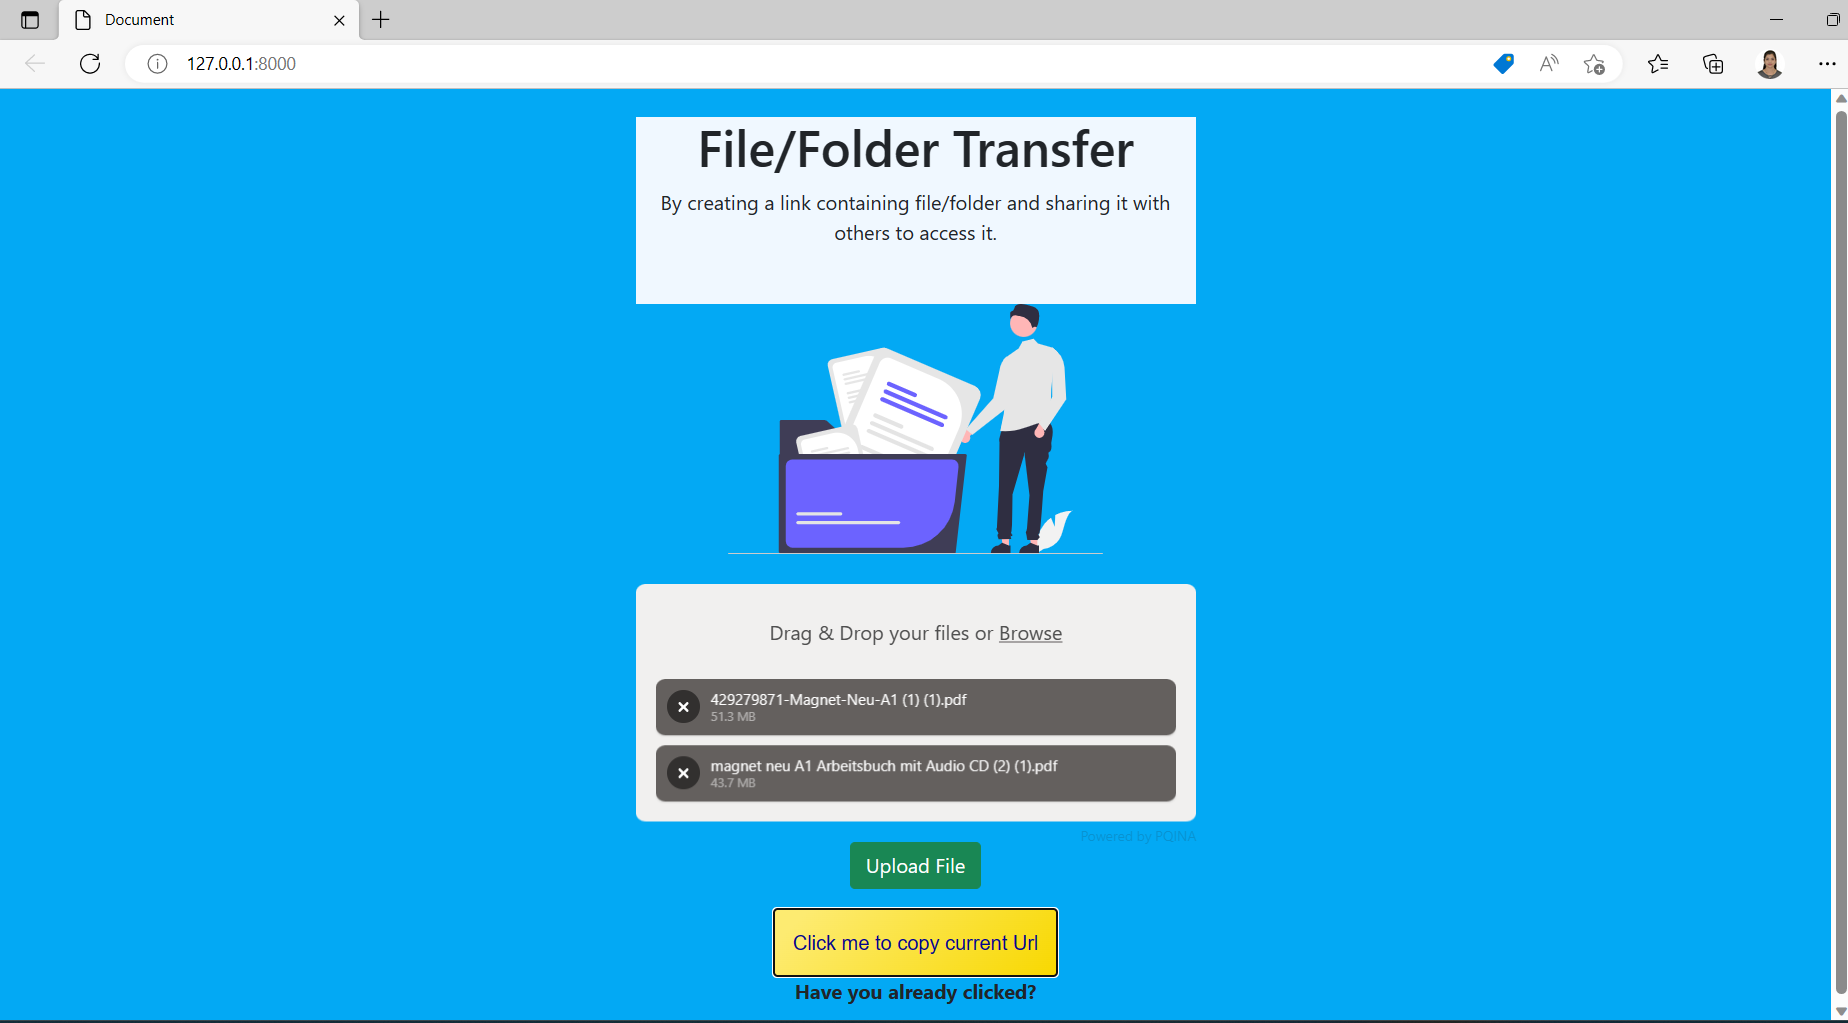 Document
127.0.0.1:8000
File/Folder Transfer
By creating a link containing file/folder and sharing it with
others to access it.
Drag & Drop your files or Browse
429279871-Magnet-Neu-A1 (1) (1).pdf
51.3 MB
magnet neu A1 Arbeitsbuch mit Audio CD (2) (1).pdf
43.7 MB
Powered by PQINA
Upload File
Click me to copy current Url
Have you already clicked?